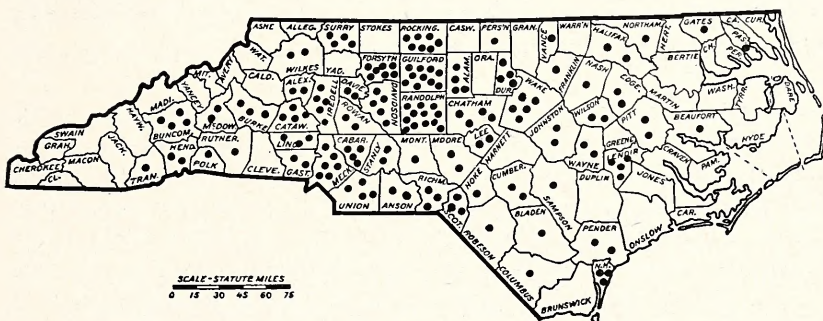 ASHE
ALLEG.
SURRY
STOKES
ROCKING.
CASW.
PERS'N
GRAN.
VANCE
WARR'N
HALIFAX
NORTHAM.
HERT.
GATES
CA.
CUR.
PAS.
PER.
CH.
BERTIE
WAT.
WILKES
YAD.
FORSYTH
GUILFORD
ALAM.
ORA.
DUR.
WAKE
FRANKLIN
NASH
EDGE.
MARTIN
WASH.
TYRR.
DARE
MIT.
AVERY
CALD.
ALEX.
IREDELL
DAVIE
DAVIDSON
ROWAN
RANDOLPH
CHATHAM
JOHNSTON
WILSON
PITT
BEAUFORT
HYDE
MADI.
YANCEY
BUNCOM.
McDOW.
BURKE
CATAW.
LINC.
CABAR.
STANLY
MONT.
MOORE
LEE
HARNETT
WAYNE
GREENE
LENOIR
CRAVEN
PAM.
SWAIN
GRAH.
HAYW.
JACK.
MACON
CHEROKEE
CL.
TRAN.
HEND.
POLK
RUTHER.
CLEVE.
GAST.
MECK.
UNION
ANSON
RICHM.
SCOT.
HOKE
CUMBER.
SAMPSON
DUPLIN
JONES
CAR.
ONSLOW
ROBESON
BLADEN
PENDER
N.H.
COLUMBUS
BRUNSWICK
SCALE-STATUTE MILES
0 15 30 45 60 75